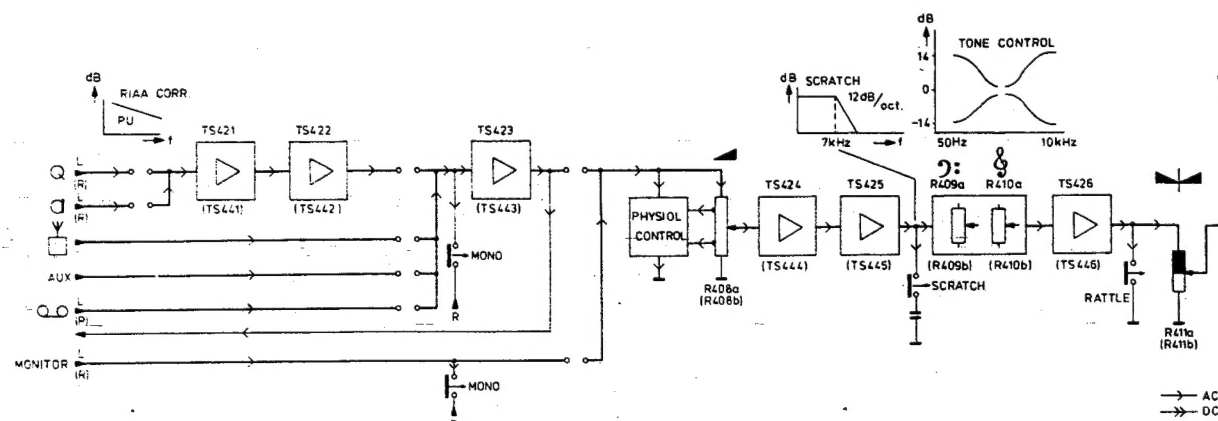 dB
RIAA CORR.
PU
f
TS421
(TS441)
TS422
(TS442)
TS423
(TS443)
L
(R)
L
(R)
AUX
L
(P)
MONITOR
L
(R)
MONO
R
MONO
PHYSIOL
CONTROL
R408a
(R408b)
TS424
(TS444)
TS425
(TS445)
dB
SCRATCH
12dB/oct.
7kHz
f
SCRATCH
dB
TONE CONTROL
14
0
-14
50Hz
10kHz
R409a
R410a
(R409b)
(R410b)
TS426
(TS446)
RATTLE
R411a
(R411b)
AC
DC